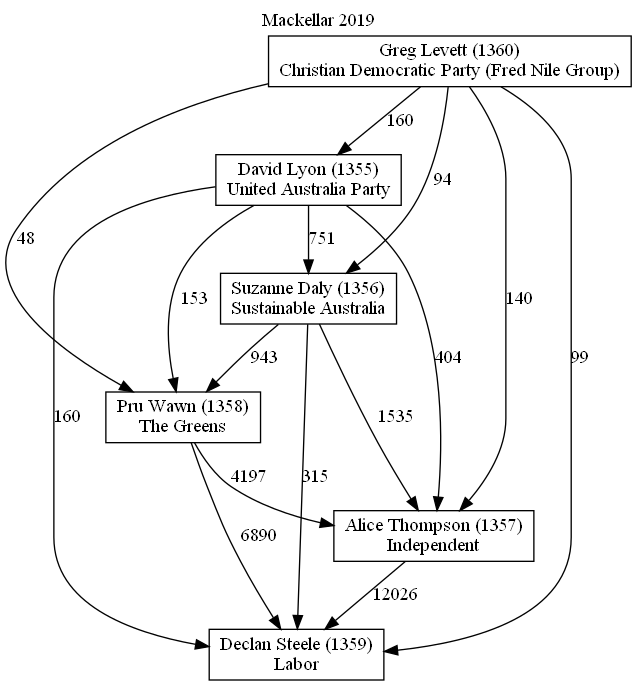 Mackellar 2019
Greg Levett (1360)
Christian Democratic Party (Fred Nile Group)
160
David Lyon (1355)
United Australia Party
94
48
751
153
Suzanne Daly (1356)
Sustainable Australia
140
943
404
99
Pru Wawn (1358)
The Greens
160
1535
4197
315
Alice Thompson (1357)
Independent
6890
12026
Declan Steele (1359)
Labor